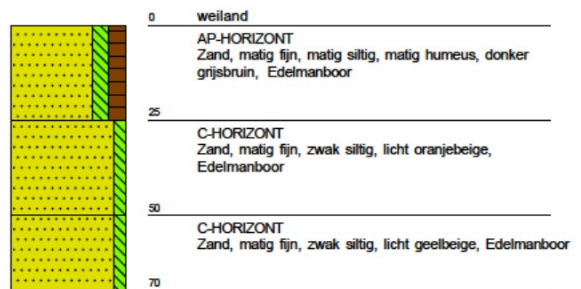 0 weiland
AP-HORIZONT
Zand, matig fijn, matig siltig, matig humeus, donker
grijsbruin, Edelmanboor
25
C-HORIZONT
Zand, matig fijn, zwak siltig, licht oranjebeige,
Edelmanboor
50
C-HORIZONT
Zand, matig fijn, zwak siltig, licht geelbeige, Edelmanboor
70